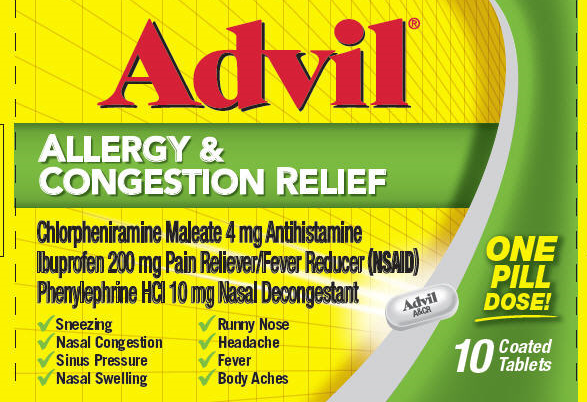 Advil®
ALLERGY &
CONGESTION RELIEF
Chlorpheniramine Maleate 4 mg Antihistamine
Ibuprofen 200 mg Pain Reliever/Fever Reducer (NSAID)
Phenylephrine HCl 10 mg Nasal Decongestant
Sneezing
Nasal Congestion
Sinus Pressure
Nasal Swelling
Runny Nose
Headache
Fever
Body Aches
Advil
A&CR
ONE
PILL
DOSE!
10 Coated
Tablets